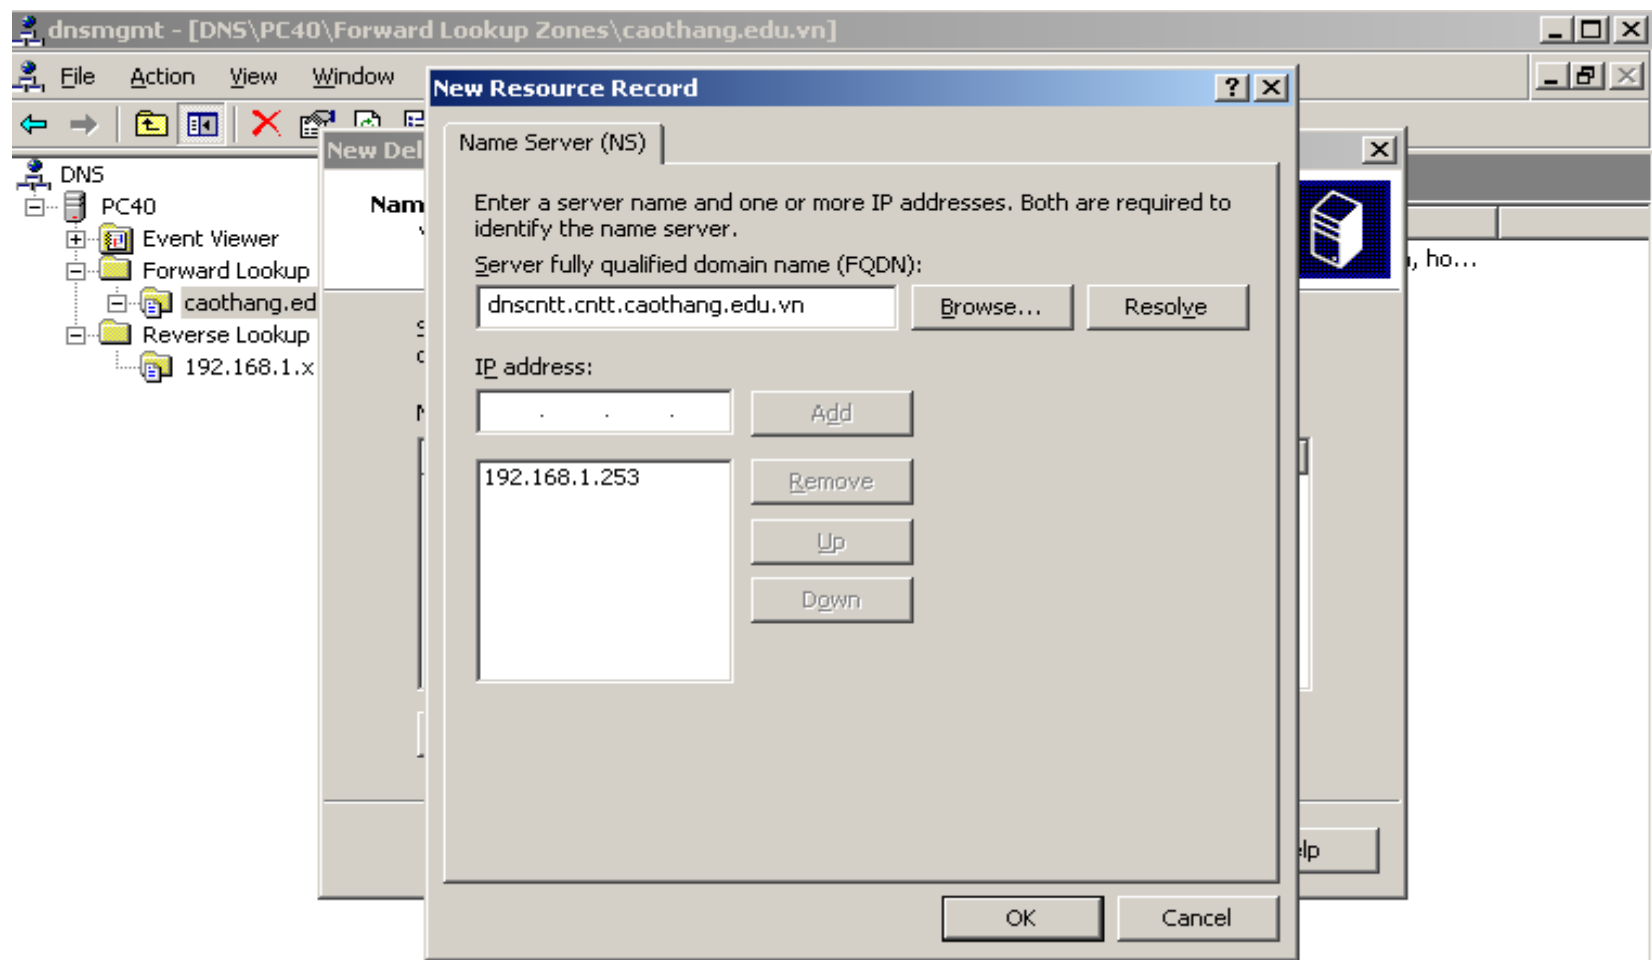 dnsmgmt - [DNS\PC40\Forward Lookup Zones\caothang.edu.vn]
File Action View Window
New Resource Record
New Del
Name Server (NS)
DNS
PC40
Event Viewer
Forward Lookup
caothang.ed
Reverse Lookup
192.168.1.x
Nam
Enter a server name and one or more IP addresses. Both are required to
identify the name server.
Server fully qualified domain name (FQDN):
dnscntt.cntt.caothang.edu.vn
Browse...
Resolve
, ho...
IP address:
. . .
Add
192.168.1.253
Remove
Up
Down
elp
OK
Cancel